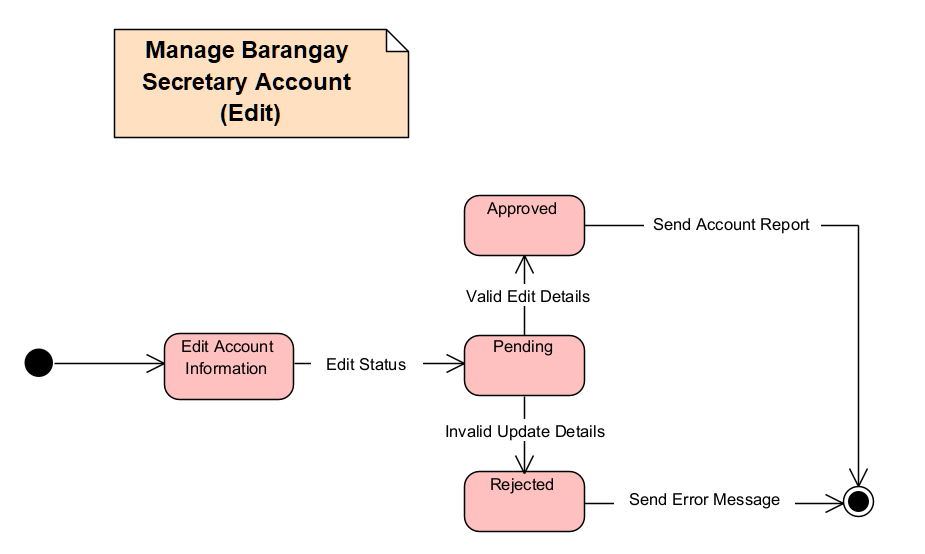 Manage Barangay
Secretary Account
(Edit)
Approved
Send Account Report
Valid Edit Details
Edit Account
Information
Edit Status
Pending
Invalid Update Details
Rejected
Send Error Message